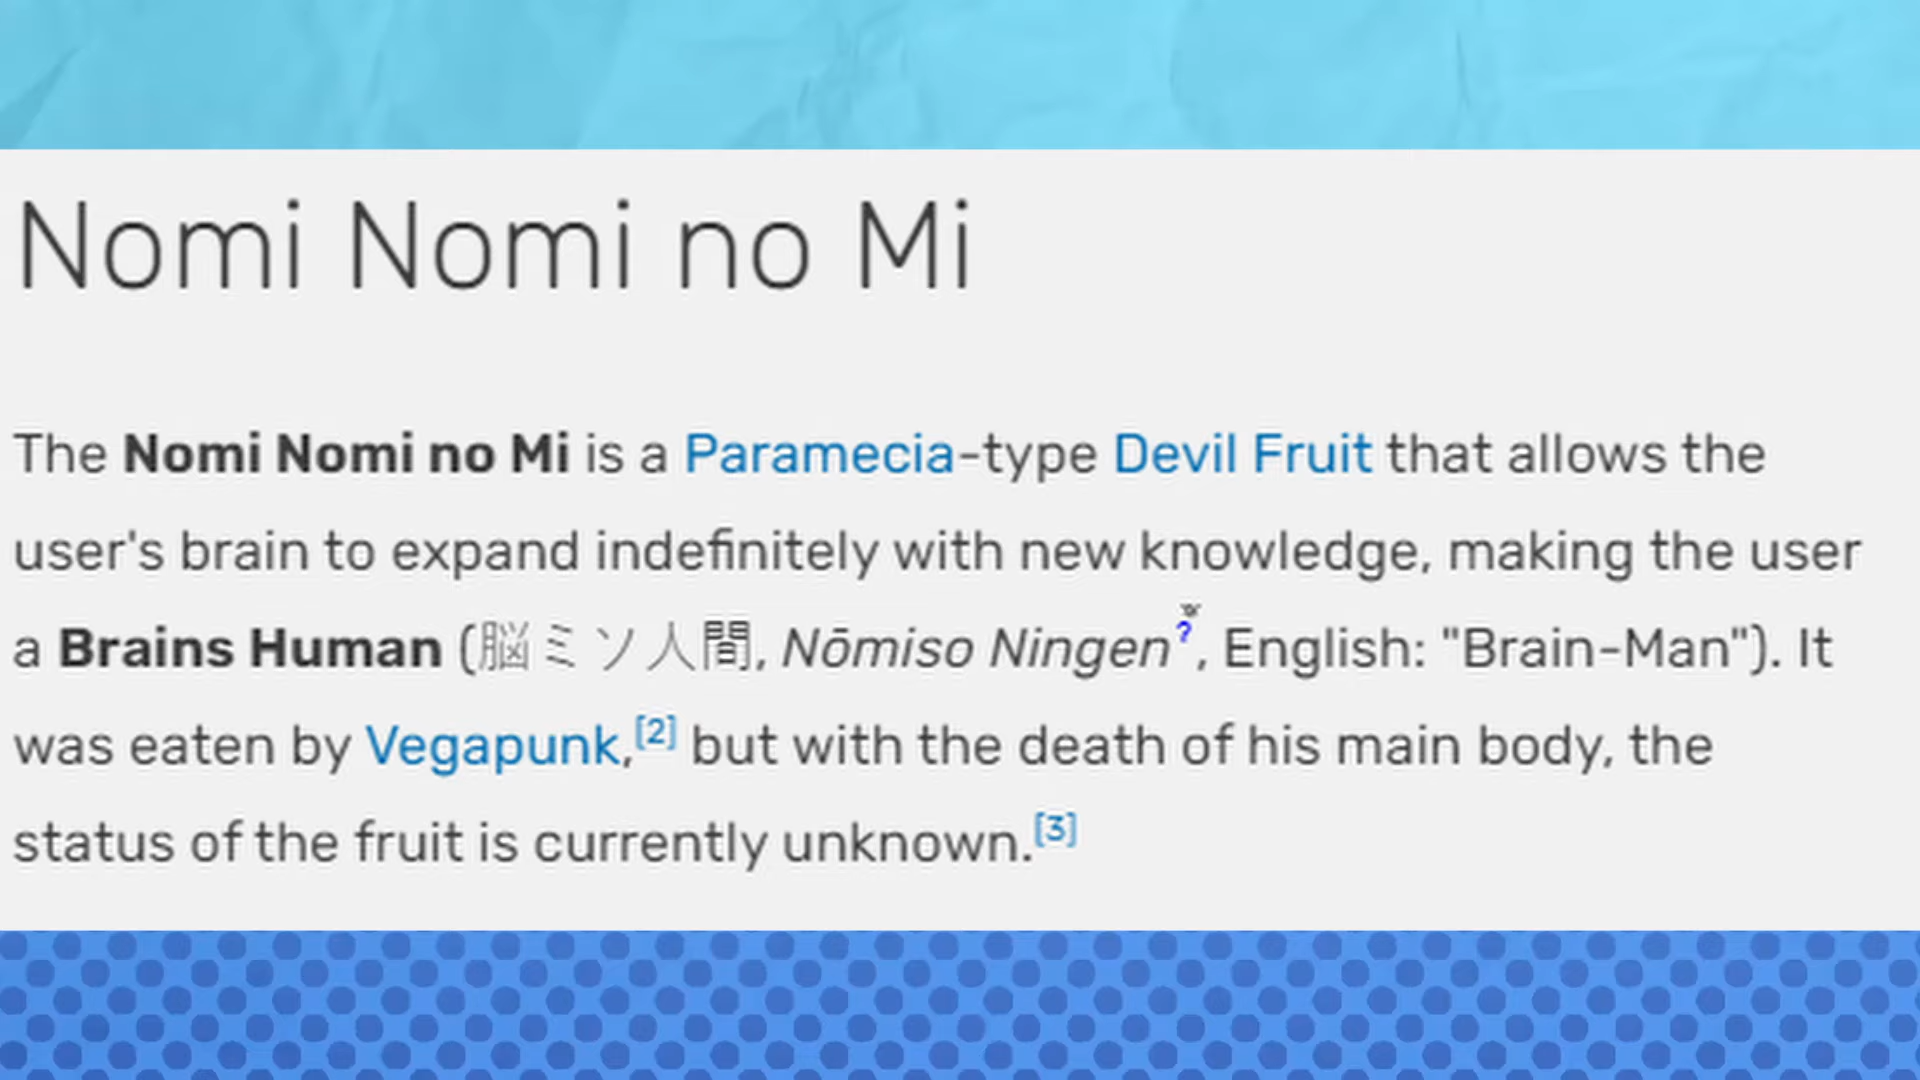 Nomi Nomi no Mi
The Nomi Nomi no Mi is a Paramecia-type Devil Fruit that allows the
user's brain to expand indefinitely with new knowledge, making the user
a Brains Human (脳ミソ人間, Nōmiso Ningen?, English: "Brain-Man"). It
was eaten by Vegapunk,[2] but with the death of his main body, the
status of the fruit is currently unknown.[3]